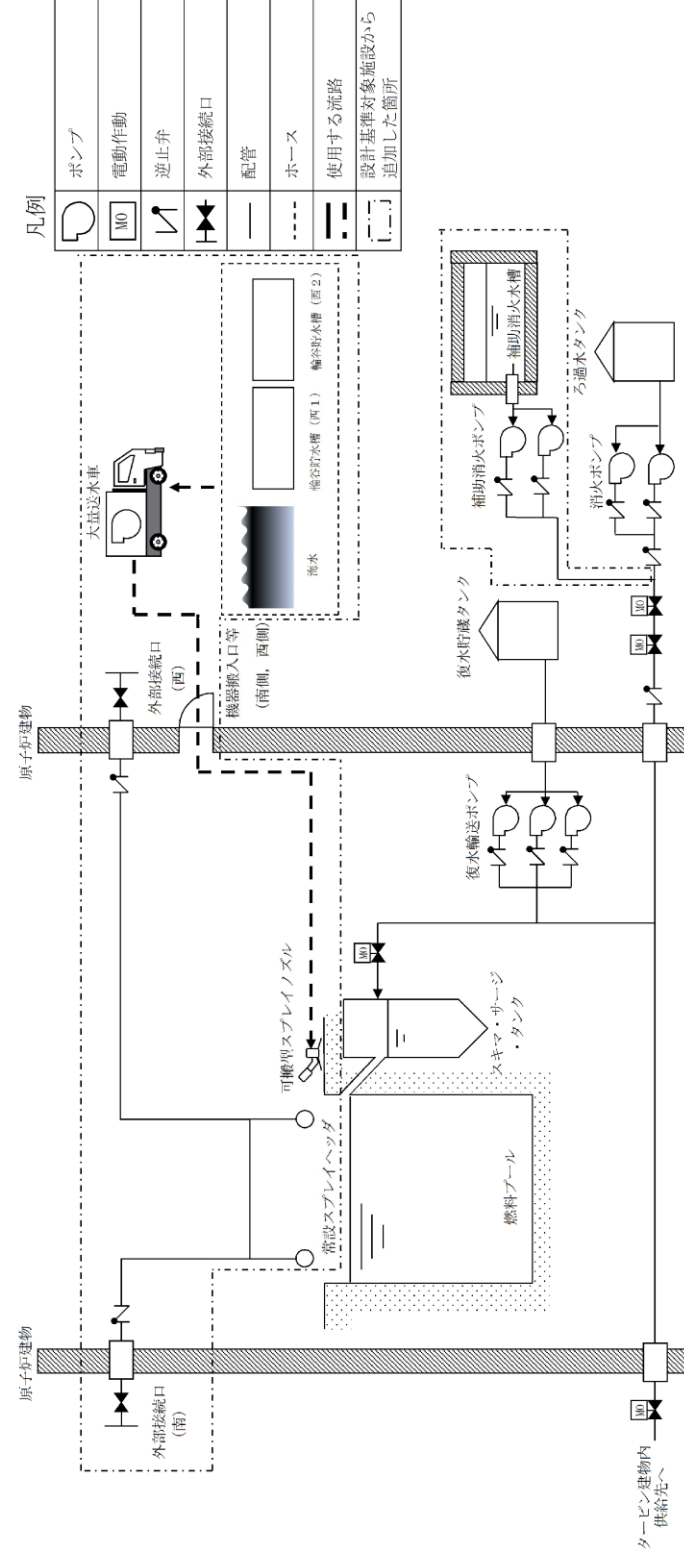 凡例
ポンプ
MO
電動作動
逆止弁
外部接続口
配管
ホース
使用する流路
設計基準対象施設から
追加した箇所
原子炉建物
外部接続口
(南)
原子炉建物
外部接続口
(西)
大量送水車
機器搬入口等
(南側，西側)
海水
輪谷貯水槽（西1）
輪谷貯水槽（西2）
可搬型スプレイノズル
常設スプレイヘッダ
燃料プール
スキマ・サージ
・タンク
MO
復水輸送ポンプ
復水貯蔵タンク
補助消火ポンプ
補助消火水槽
消火ポンプ
ろ過水タンク
MO
MO
MO
タービン建物内
供給先へ